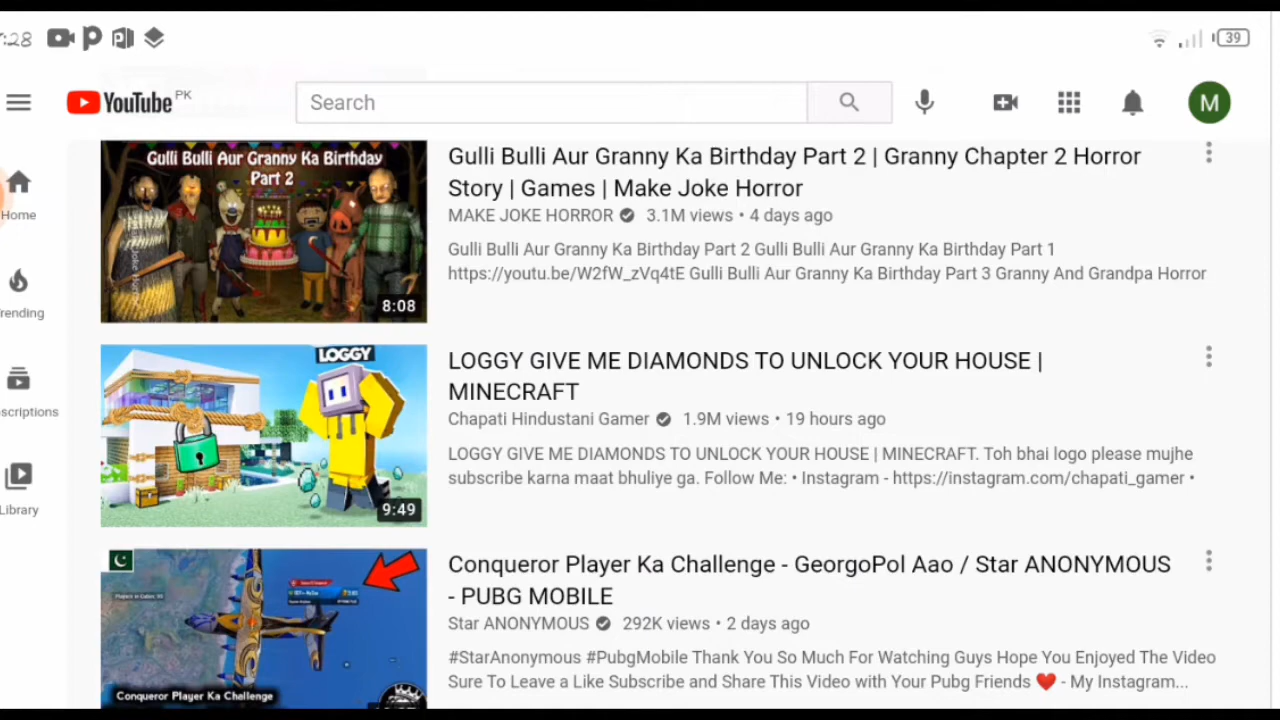 :28
39
YouTube PK
Search
M
Home
rending
scriptions
Library
Gulli Bulli Aur Granny Ka Birthday
Part 2
Make Joke Horror
8:08
Gulli Bulli Aur Granny Ka Birthday Part 2 | Granny Chapter 2 Horror
Story | Games | Make Joke Horror
MAKE JOKE HORROR 3.1M views • 4 days ago
Gulli Bulli Aur Granny Ka Birthday Part 2 Gulli Bulli Aur Granny Ka Birthday Part 1
https://youtu.be/W2fW_zVq4tE Gulli Bulli Aur Granny Ka Birthday Part 3 Granny And Grandpa Horror
LOGGY
9:49
LOGGY GIVE ME DIAMONDS TO UNLOCK YOUR HOUSE |
MINECRAFT
Chapati Hindustani Gamer 1.9M views • 19 hours ago
LOGGY GIVE ME DIAMONDS TO UNLOCK YOUR HOUSE | MINECRAFT. Toh bhai logo please mujhe
subscribe karna maat bhuliye ga. Follow Me: • Instagram - https://instagram.com/chapati_gamer •
Conqueror Player Ka Challenge
Conqueror Player Ka Challenge - GeorgoPol Aao / Star ANONYMOUS
- PUBG MOBILE
Star ANONYMOUS 292K views • 2 days ago
#StarAnonymous #PubgMobile Thank You So Much For Watching Guys Hope You Enjoyed The Video
Sure To Leave a Like Subscribe and Share This Video with Your Pubg Friends ❤️ - My Instagram...